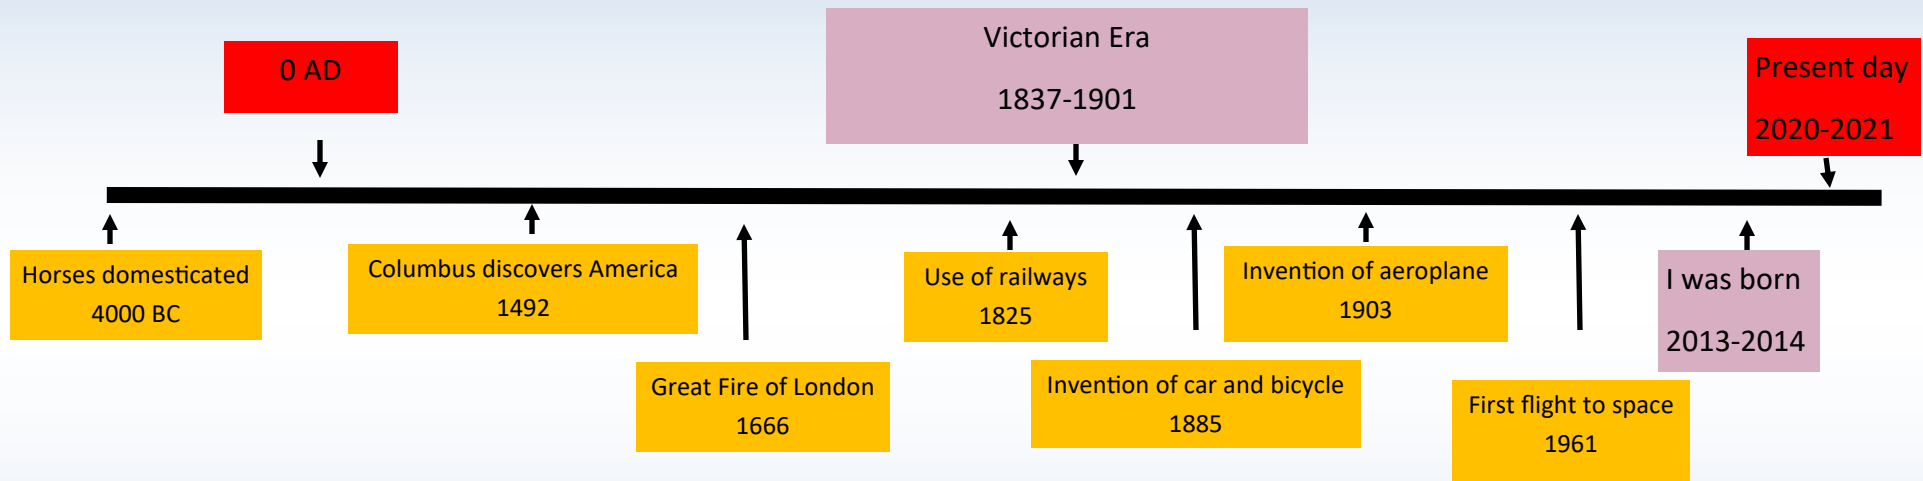 0 AD
Victorian Era
1837-1901
Present day
2020-2021
Horses domesticated
4000 BC
Columbus discovers America
1492
Great Fire of London
1666
Use of railways
1825
Invention of car and bicycle
1885
Invention of aeroplane
1903
First flight to space
1961
I was born
2013-2014